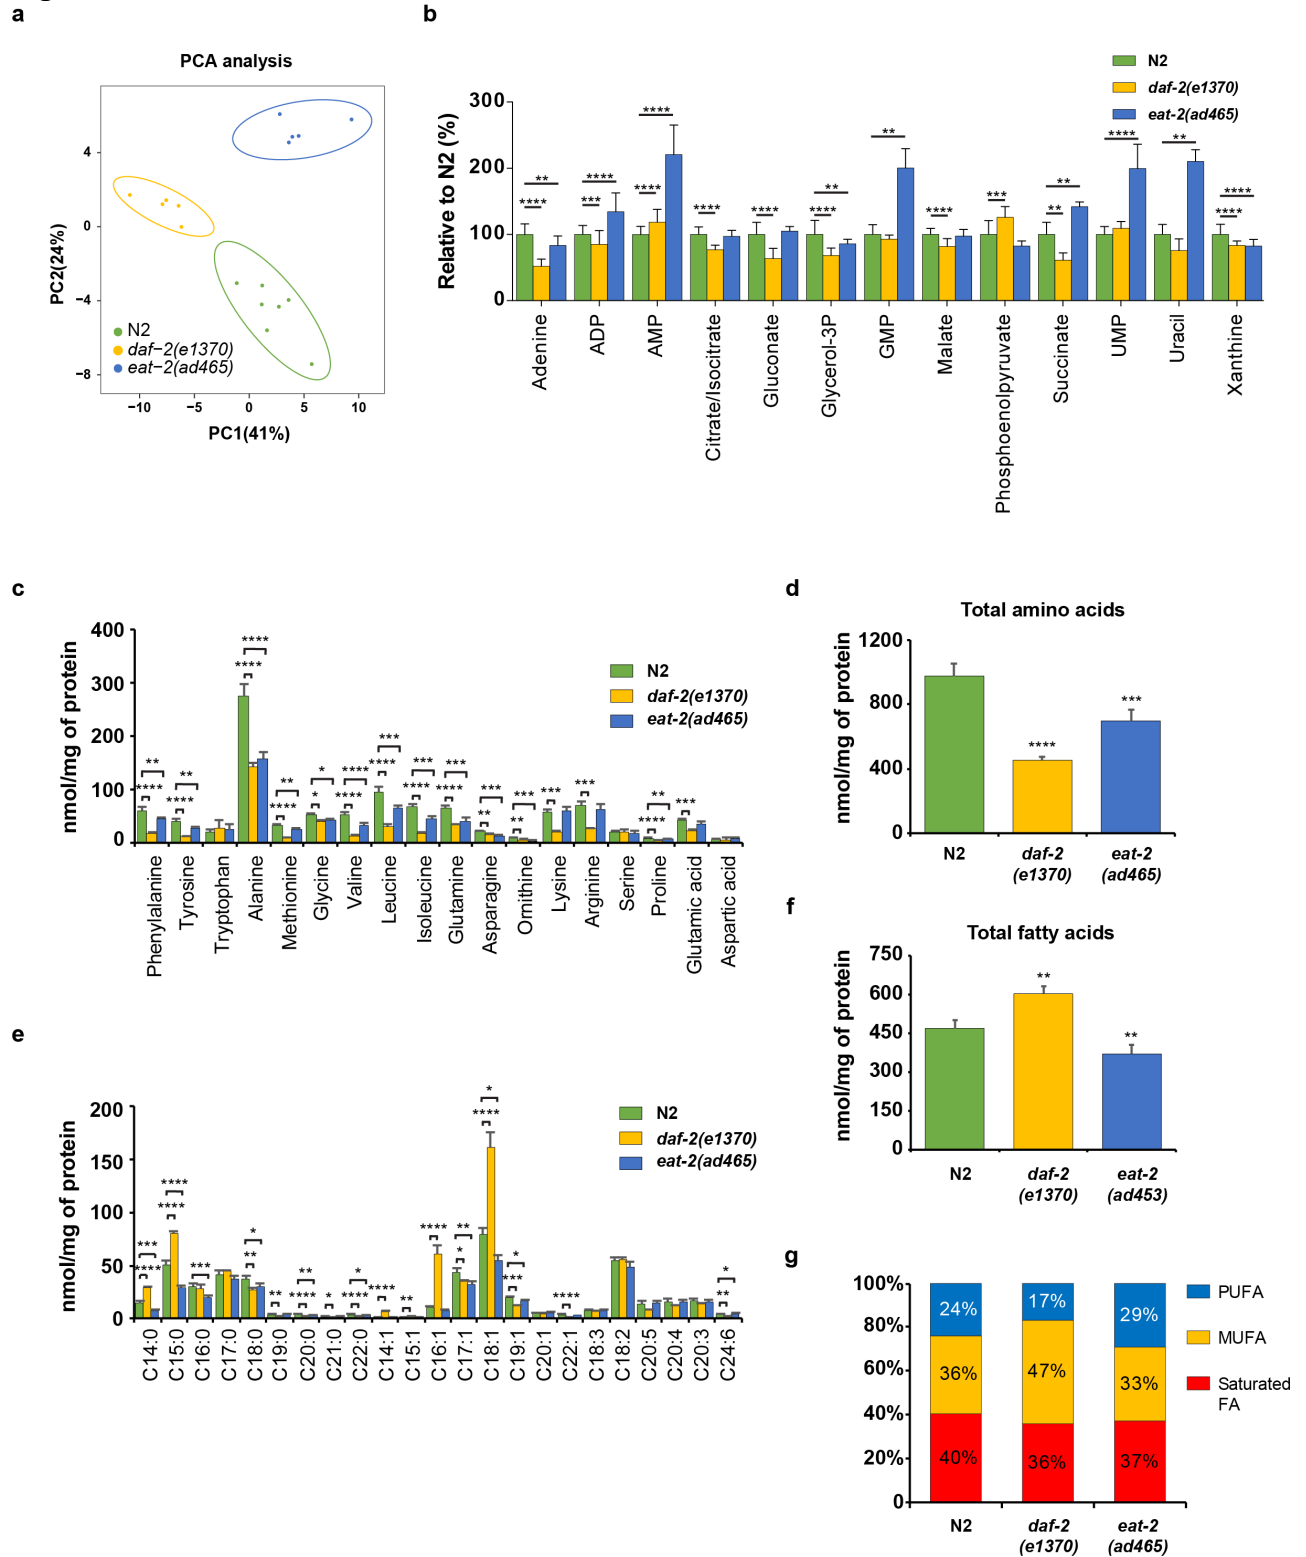 a
PCA analysis
4
0
−4
−8
PC2(24%)
−10 −5 0 5 10
PC1(41%)
N2
daf−2(e1370)
eat−2(ad465)
b
N2
daf-2(e1370)
eat-2(ad465)
Relative to N2 (%)
300
200
100
0
** **** **** *** **** **** **** **** ** **** ** **** *** ** ** **** ** **** ****
Adenine
ADP
AMP
Citrate/Isocitrate
Gluconate
Glycerol-3P
GMP
Malate
Phosphoenolpyruvate
Succinate
UMP
Uracil
Xanthine
c
nmol/mg of protein
400
300
200
100
0
N2
daf-2(e1370)
eat-2(ad465)
** **** ** **** **** **** ** **** * * **** **** *** **** *** **** *** **** *** ** *** ** *** *** ** **** ***
Phenylalanine
Tyrosine
Tryptophan
Alanine
Methionine
Glycine
Valine
Leucine
Isoleucine
Glutamine
Asparagine
Ornithine
Lysine
Arginine
Serine
Proline
Glutamic acid
Aspartic acid
d
Total amino acids
nmol/mg of protein
1200
800
400
0
****
***
N2 daf-2 eat-2
(e1370) (ad465)
e
nmol/mg of protein
200
150
100
50
0
N2
daf-2(e1370)
eat-2(ad465)
*** **** **** **** *** * ** ** ** **** * * **** **** ** **** ** * * **** * *** **** * **
C14:0
C15:0
C16:0
C17:0
C18:0
C19:0
C20:0
C21:0
C22:0
C14:1
C15:1
C16:1
C17:1
C18:1
C19:1
C20:1
C22:1
C18:3
C18:2
C20:5
C20:4
C20:3
C24:6
f
Total fatty acids
nmol/mg of protein
750
600
450
300
150
0
**
**
N2 daf-2 eat-2
(e1370) (ad453)
g
100%
80%
60%
40%
20%
0
24% 17% 29%
36% 47% 33%
40% 36% 37%
PUFA
MUFA
Saturated
FA
N2 daf-2 eat-2
(e1370) (ad465)